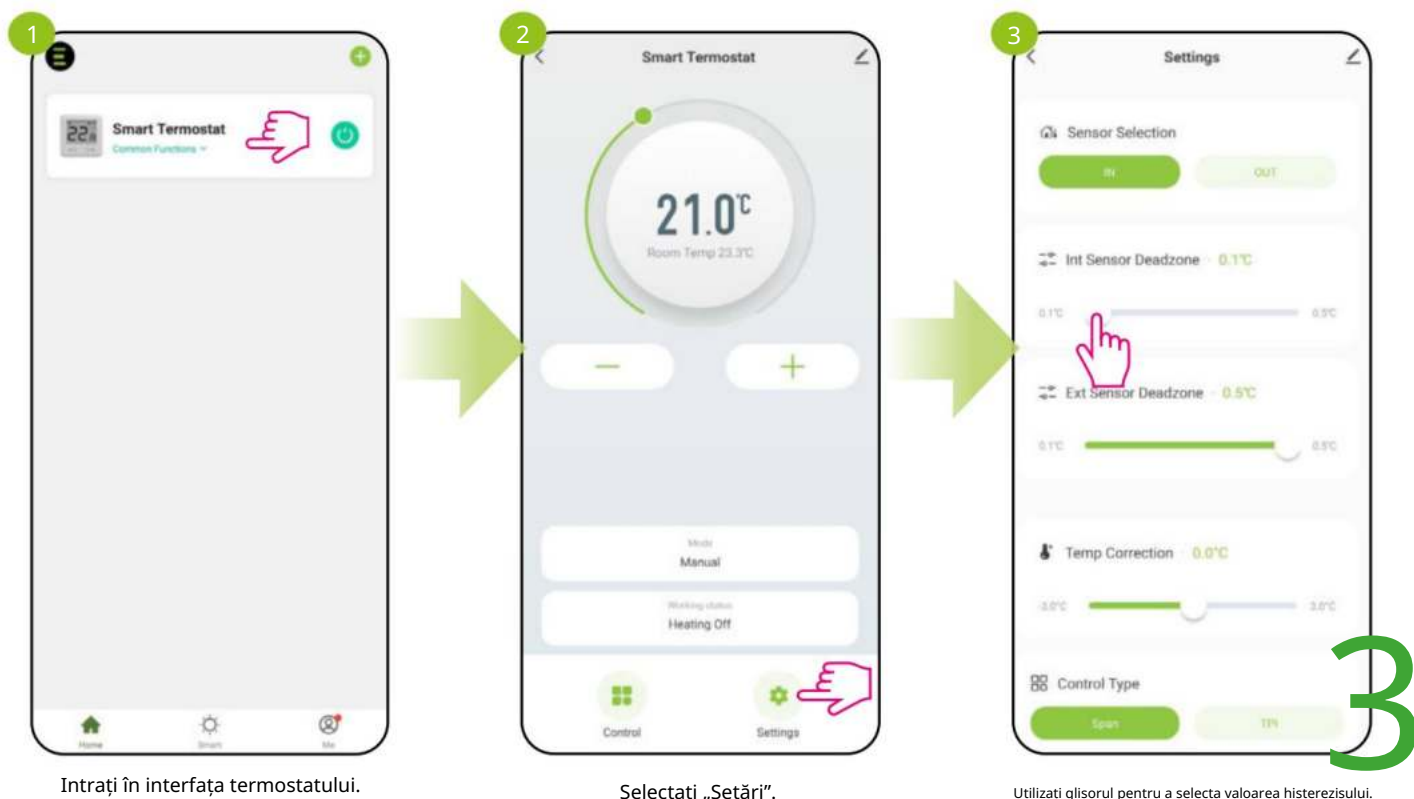 1
Smart Termostat
Common Functions
Home
Smart
Me
Intrați în interfața termostatului.
2
Smart Termostat
21.0℃
Room Temp 23.3℃
Mode
Manual
Working status
Heating Off
Control
Settings
Selectați „Setări”.
3
Settings
Sensor Selection
IN
OUT
Int Sensor Deadzone · 0.1℃
0.1℃
0.5℃
Ext Sensor Deadzone · 0.5℃
0.1℃
0.5℃
Temp Correction · 0.0℃
-3.0℃
3.0℃
Control Type
Span
TPI
3
Utilizați glisorul pentru a selecta valoarea histerezisului.